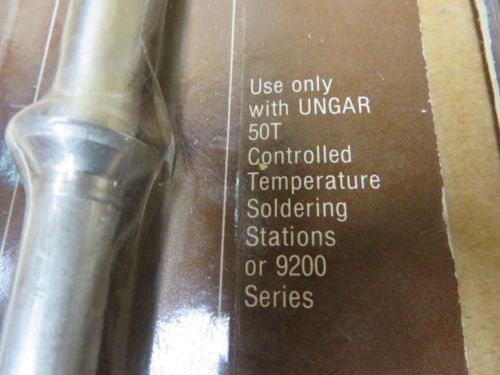 Use only
with UNGAR
50T
Controlled
Temperature
Soldering
Stations
or 9200
Series